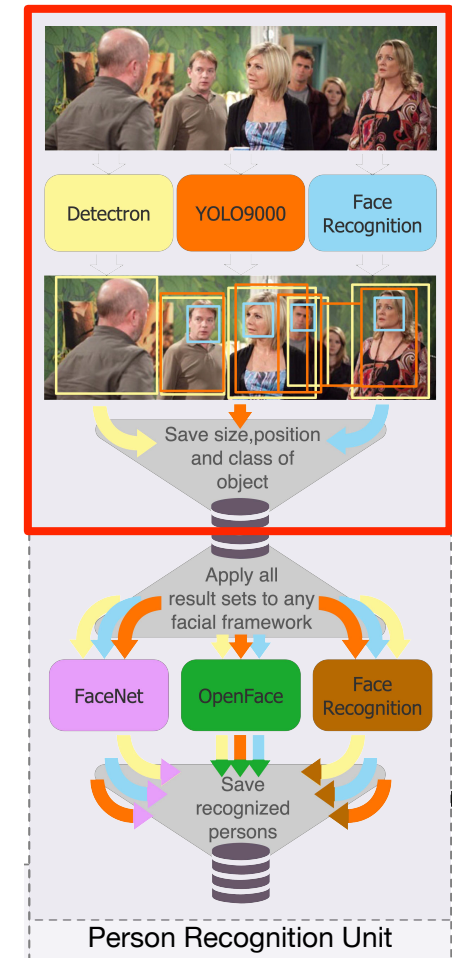 Detectron
YOLO9000
Face
Recognition
Save size,position
and class of
object
Apply all
result sets to any
facial framework
FaceNet
OpenFace
Face
Recognition
Save
recognized
persons
Person Recognition Unit